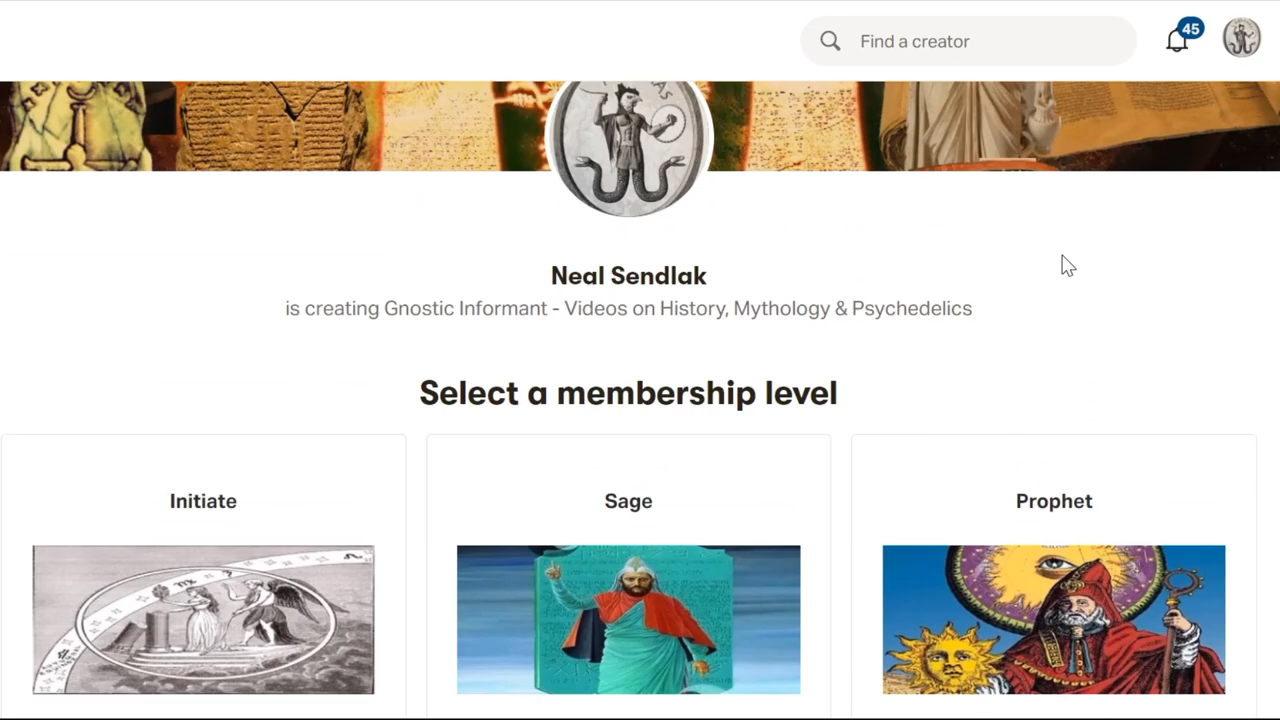 Find a creator
45
Neal Sendlak
is creating Gnostic Informant - Videos on History, Mythology & Psychedelics
Select a membership level
Initiate
Sage
Prophet